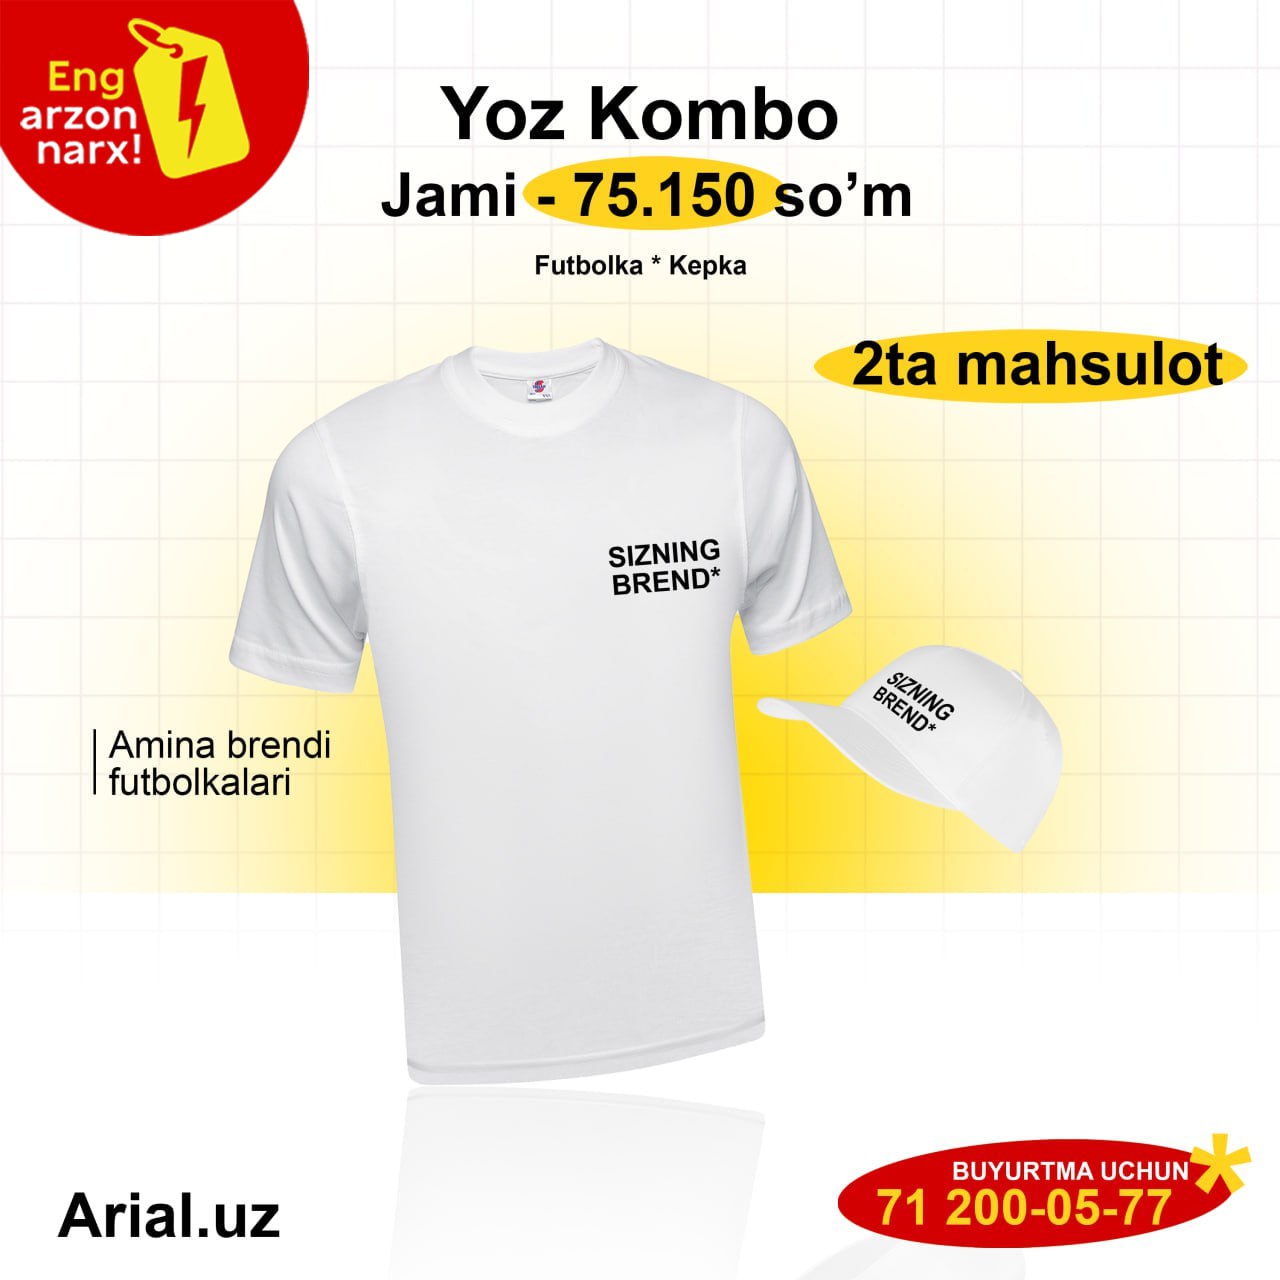 Eng
arzon
narx!
Yoz Kombo
Jami - 75.150 so’m
Futbolka * Kepka
2ta mahsulot
SIZNING
BREND*
SIZNING
BREND*
Amina brendi
futbolkalari
Arial.uz
BUYURTMA UCHUN
71 200-05-77